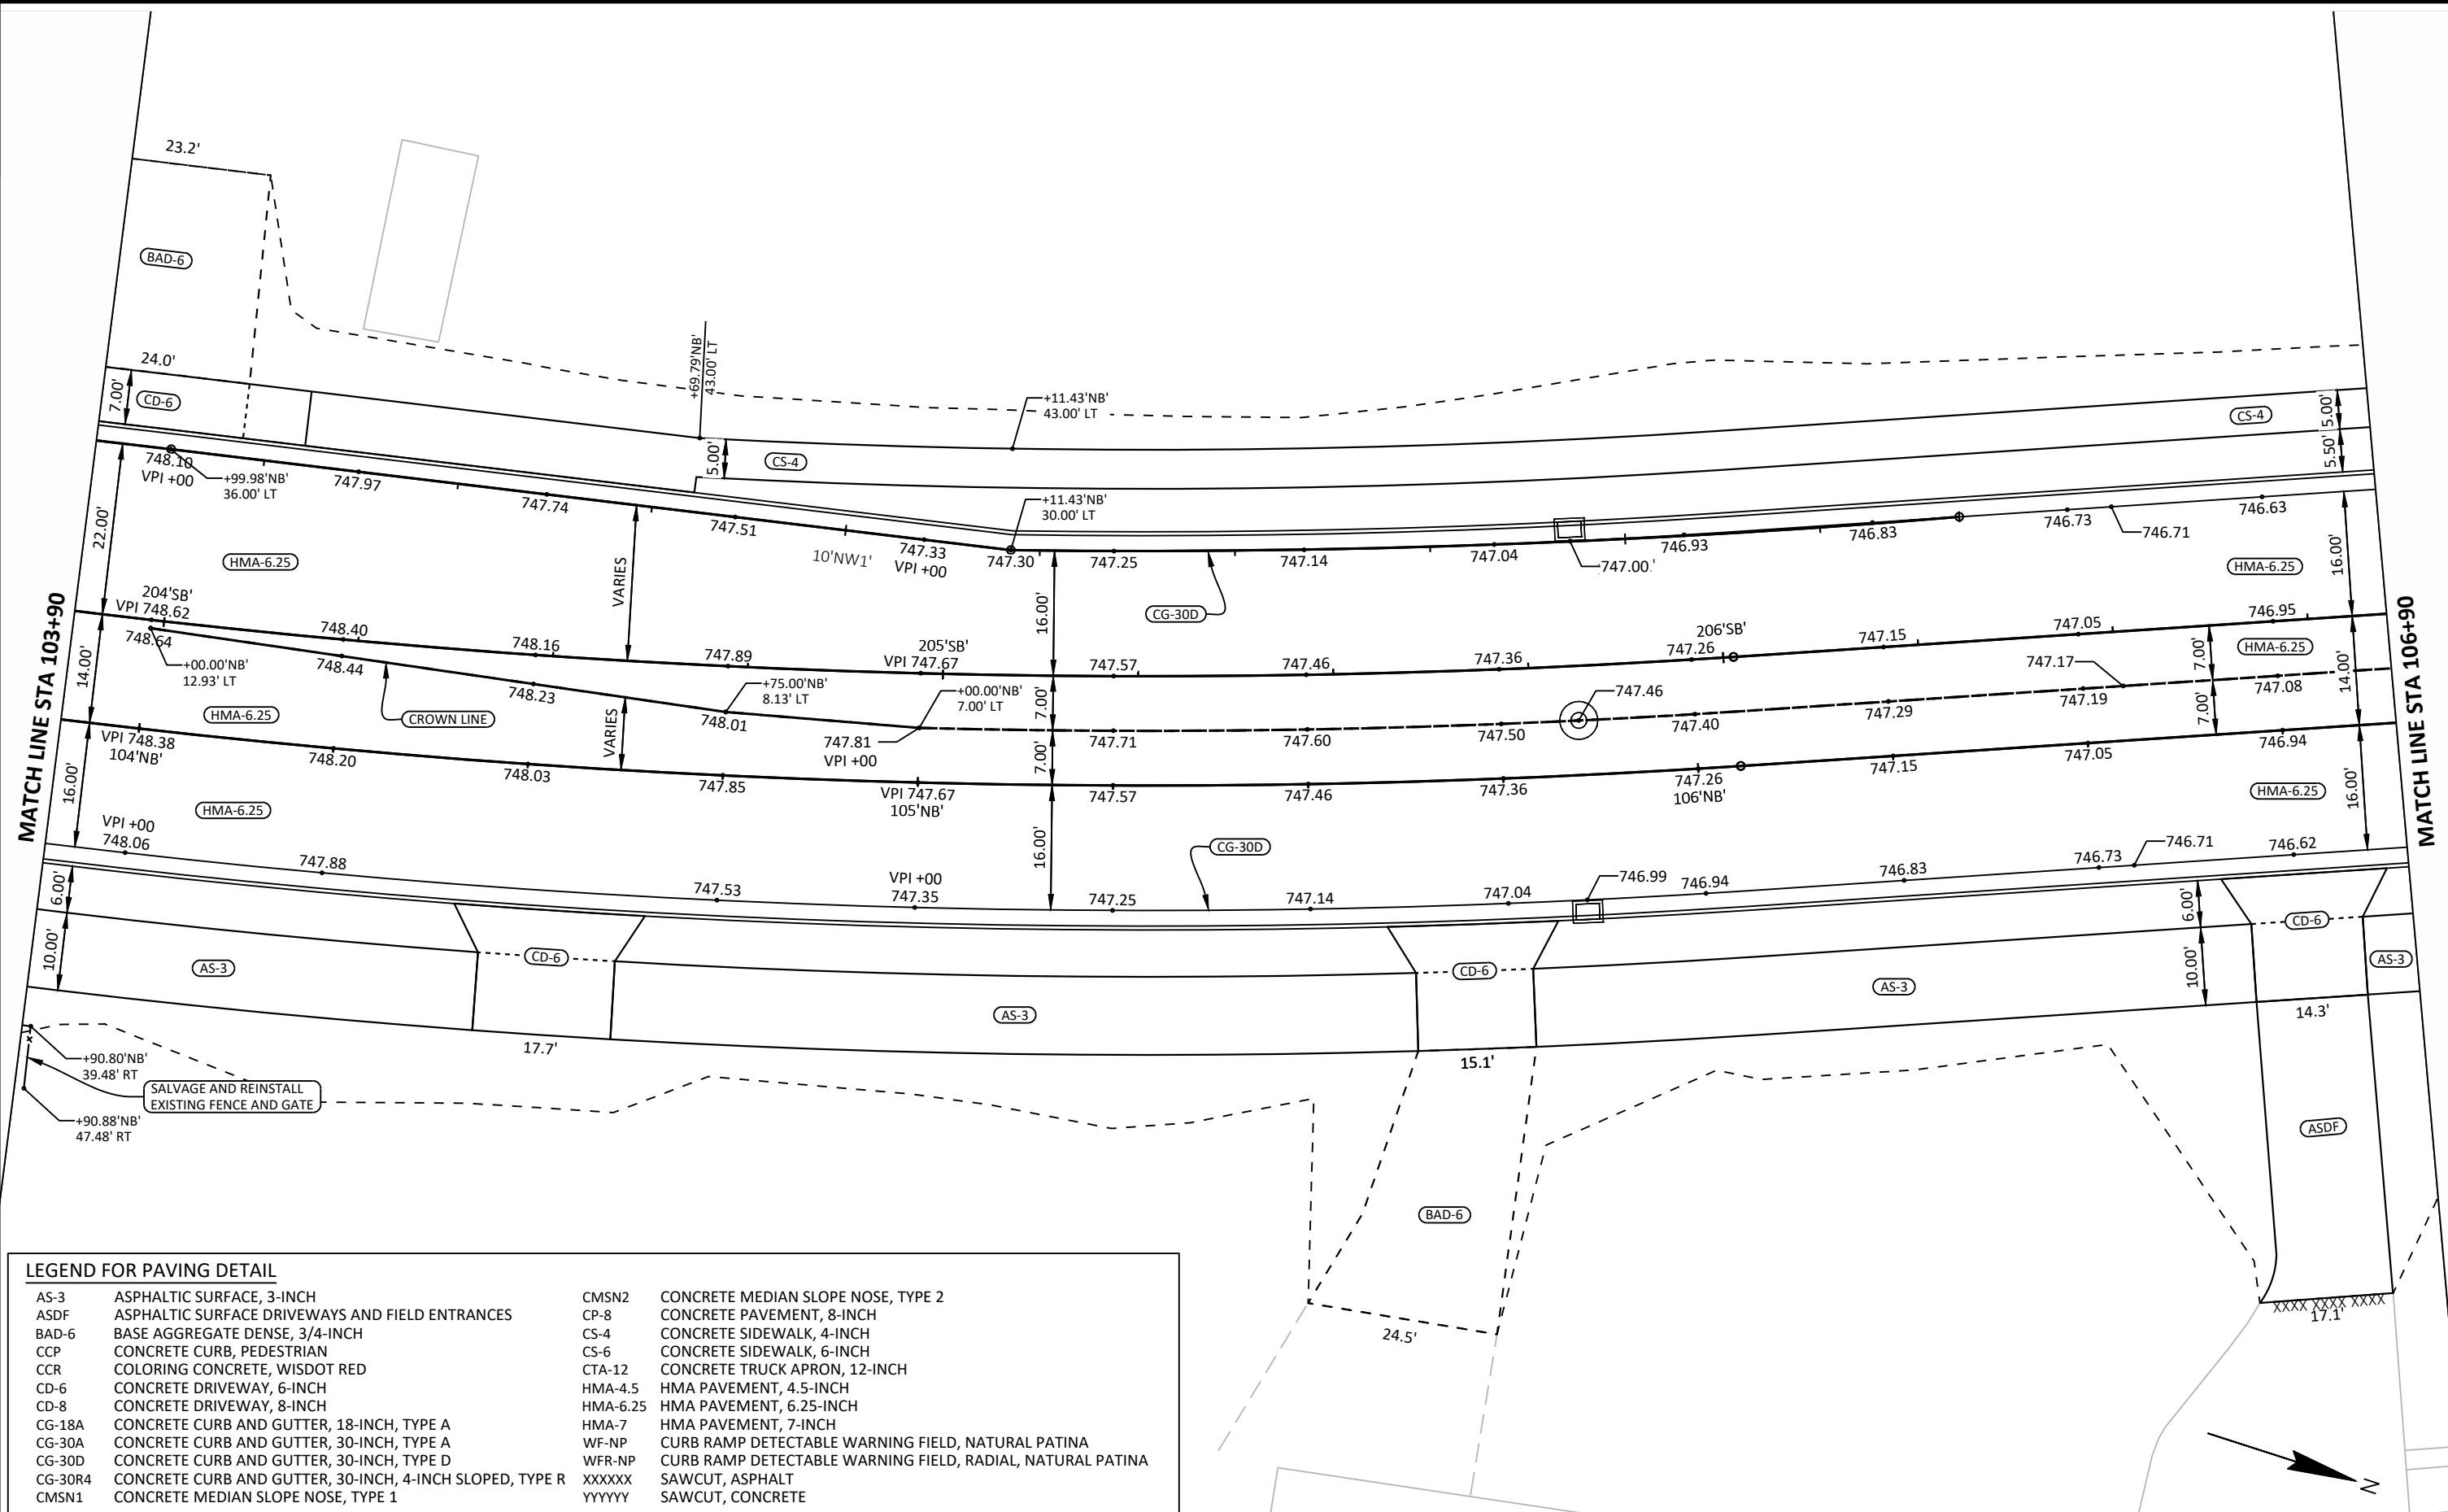 23.2'
BAD-6
24.0'
7.00'
CD-6
+69.79'NB'
43.00' LT
+11.43'NB'
43.00' LT
CS-4
5.00'
5.50'
5.00'
CS-4
748.10
VPI +00
+99.98'NB'
36.00' LT
747.97
747.74
747.51
10'NW1'
747.33
VPI +00
+11.43'NB'
30.00' LT
747.30
747.25
747.14
747.04
747.00
746.93
746.83
746.73
746.71
746.63
22.00'
HMA-6.25
VARIES
16.00'
CG-30D
HMA-6.25
16.00'
204'SB'
VPI 748.62
748.40
748.16
747.89
205'SB'
VPI 747.67
747.57
747.46
747.36
206'SB'
747.26
747.15
747.05
746.95
MATCH LINE STA 103+90
MATCH LINE STA 106+90
748.64
+00.00'NB'
12.93' LT
748.44
748.23
+75.00'NB'
8.13' LT
748.01
+00.00'NB'
7.00' LT
747.81
VPI +00
747.71
747.60
747.50
747.46
747.40
747.29
747.19
747.17
747.08
14.00'
HMA-6.25
CROWN LINE
VARIES
7.00'
7.00'
7.00'
7.00'
HMA-6.25
14.00'
VPI 748.38
104'NB'
748.20
748.03
747.85
VPI 747.67
105'NB'
747.57
747.46
747.36
747.26
106'NB'
747.15
747.05
746.94
16.00'
HMA-6.25
16.00'
CG-30D
HMA-6.25
16.00'
VPI +00
748.06
747.88
747.53
VPI +00
747.35
747.25
747.14
747.04
746.99
746.94
746.83
746.73
746.71
746.62
6.00'
10.00'
AS-3
CD-6
AS-3
CD-6
AS-3
6.00'
10.00'
CD-6
AS-3
17.7'
15.1'
14.3'
+90.80'NB'
39.48' RT
SALVAGE AND REINSTALL
EXISTING FENCE AND GATE
+90.88'NB'
47.48' RT
BAD-6
24.5'
ASDF
XXXX XXXX XXXX
17.1'
N
LEGEND FOR PAVING DETAIL
AS-3 ASPHALTIC SURFACE, 3-INCH
ASDF ASPHALTIC SURFACE DRIVEWAYS AND FIELD ENTRANCES
BAD-6 BASE AGGREGATE DENSE, 3/4-INCH
CCP CONCRETE CURB, PEDESTRIAN
CCR COLORING CONCRETE, WISDOT RED
CD-6 CONCRETE DRIVEWAY, 6-INCH
CD-8 CONCRETE DRIVEWAY, 8-INCH
CG-18A CONCRETE CURB AND GUTTER, 18-INCH, TYPE A
CG-30A CONCRETE CURB AND GUTTER, 30-INCH, TYPE A
CG-30D CONCRETE CURB AND GUTTER, 30-INCH, TYPE D
CG-30R4 CONCRETE CURB AND GUTTER, 30-INCH, 4-INCH SLOPED, TYPE R
CMSN1 CONCRETE MEDIAN SLOPE NOSE, TYPE 1
CMSN2 CONCRETE MEDIAN SLOPE NOSE, TYPE 2
CP-8 CONCRETE PAVEMENT, 8-INCH
CS-4 CONCRETE SIDEWALK, 4-INCH
CS-6 CONCRETE SIDEWALK, 6-INCH
CTA-12 CONCRETE TRUCK APRON, 12-INCH
HMA-4.5 HMA PAVEMENT, 4.5-INCH
HMA-6.25 HMA PAVEMENT, 6.25-INCH
HMA-7 HMA PAVEMENT, 7-INCH
WF-NP CURB RAMP DETECTABLE WARNING FIELD, NATURAL PATINA
WFR-NP CURB RAMP DETECTABLE WARNING FIELD, RADIAL, NATURAL PATINA
XXXXXX SAWCUT, ASPHALT
YYYYYY SAWCUT, CONCRETE